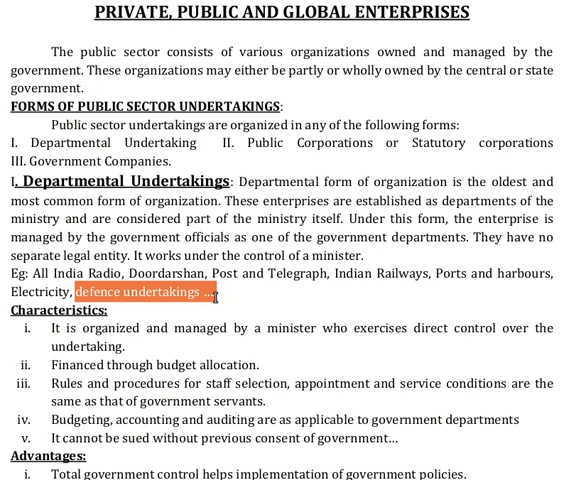 PRIVATE, PUBLIC AND GLOBAL ENTERPRISES
The public sector consists of various organizations owned and managed by the
government. These organizations may either be partly or wholly owned by the central or state
government.
FORMS OF PUBLIC SECTOR UNDERTAKINGS:
Public sector undertakings are organized in any of the following forms:
I. Departmental Undertaking II. Public Corporations or Statutory corporations
III. Government Companies.
I. Departmental Undertakings: Departmental form of organization is the oldest and
most common form of organization. These enterprises are established as departments of the
ministry and are considered part of the ministry itself. Under this form, the enterprise is
managed by the government officials as one of the government departments. They have no
separate legal entity. It works under the control of a minister.
Eg: All India Radio, Doordarshan, Post and Telegraph, Indian Railways, Ports and harbours,
Electricity, defence undertakings ...
Characteristics:
i. It is organized and managed by a minister who exercises direct control over the
undertaking.
ii. Financed through budget allocation.
iii. Rules and procedures for staff selection, appointment and service conditions are the
same as that of government servants.
iv. Budgeting, accounting and auditing are as applicable to government departments
v. It cannot be sued without previous consent of government...
Advantages:
i. Total government control helps implementation of government policies.